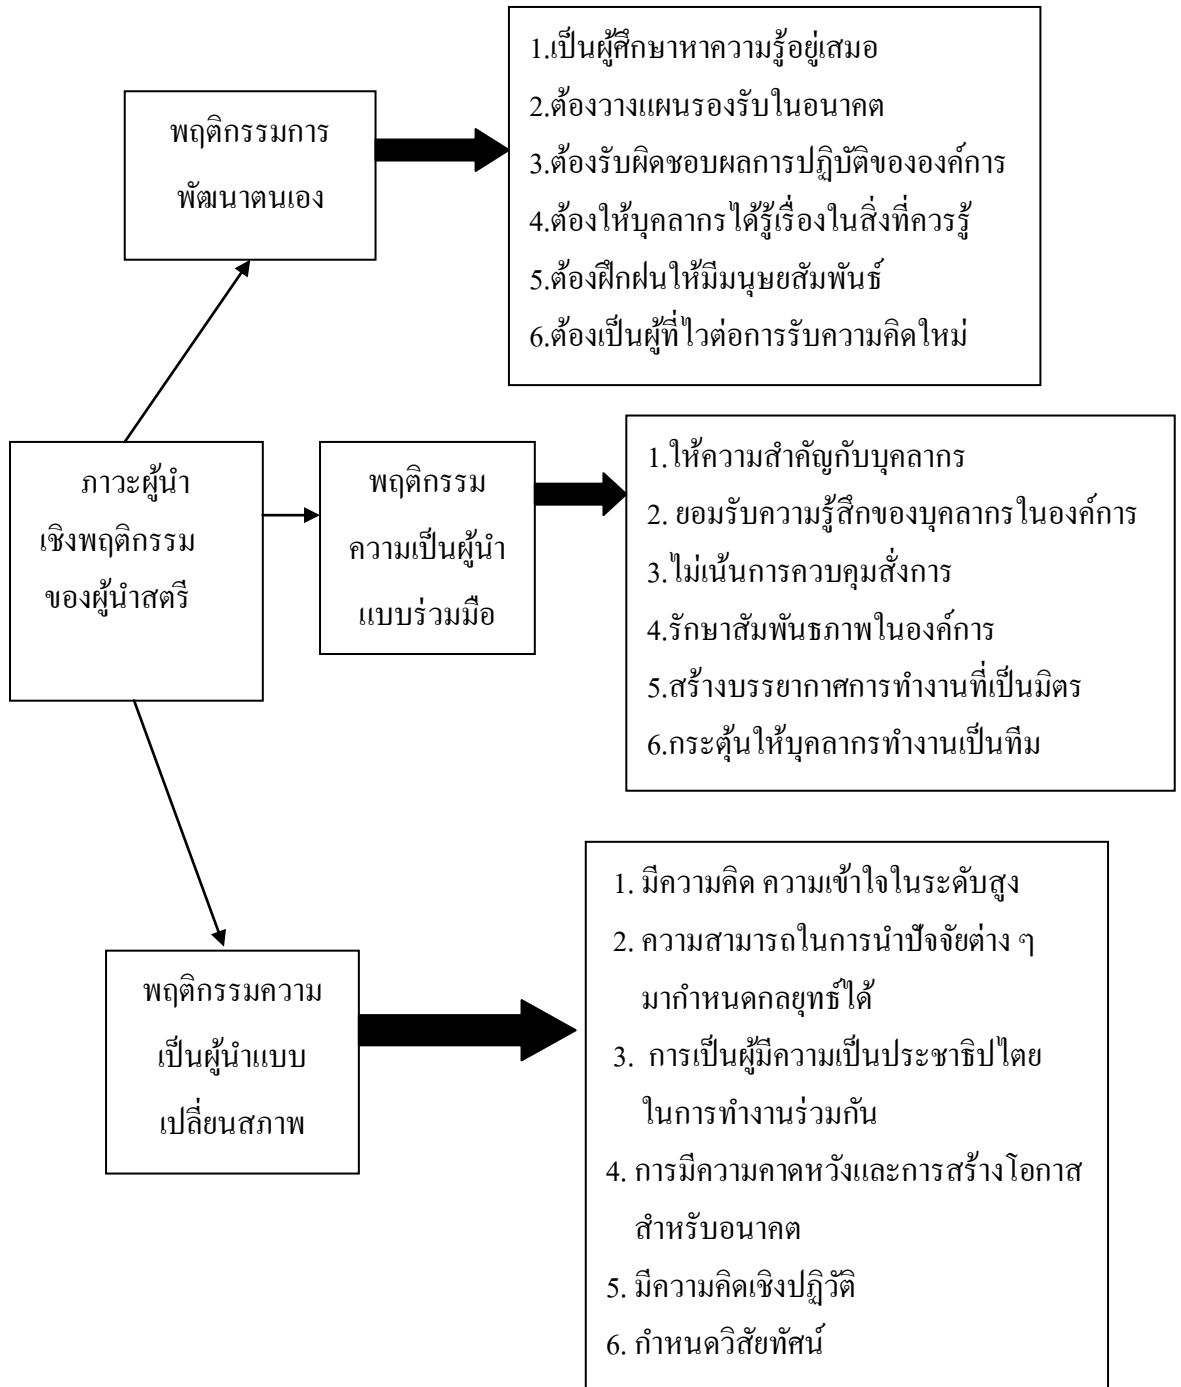 พฤติกรรมการ
พัฒนาตนเอง
1.เป็นผู้ศึกษาหาความรู้อยู่เสมอ
2.ต้องวางแผนรองรับในอนาคต
3.ต้องรับผิดชอบผลการปฏิบัติขององค์การ
4.ต้องให้บุคลากรได้รู้เรื่องในสิ่งที่ควรรู้
5.ต้องฝึกฝนให้มีมนุษยสัมพันธ์
6.ต้องเป็นผู้ที่ไวต่อการรับความคิดใหม่
ภาวะผู้นำ
เชิงพฤติกรรม
ของผู้นำสตรี
พฤติกรรม
ความเป็นผู้นำ
แบบร่วมมือ
1.ให้ความสำคัญกับบุคลากร
2. ยอมรับความรู้สึกของบุคลากรในองค์การ
3.ไม่เน้นการควบคุมสั่งการ
4.รักษาสัมพันธภาพในองค์การ
5.สร้างบรรยากาศการทำงานที่เป็นมิตร
6.กระตุ้นให้บุคลากรทำงานเป็นทีม
พฤติกรรมความ
เป็นผู้นำแบบ
เปลี่ยนสภาพ
1. มีความคิด ความเข้าใจในระดับสูง
2. ความสามารถในการนำปัจจัยต่าง ๆ
มากำหนดกลยุทธ์ได้
3. การเป็นผู้มีความเป็นประชาธิปไตย
ในการทำงานร่วมกัน
4. การมีความคาดหวังและการสร้างโอกาส
สำหรับอนาคต
5. มีความคิดเชิงปฏิวัติ
6. กำหนดวิสัยทัศน์